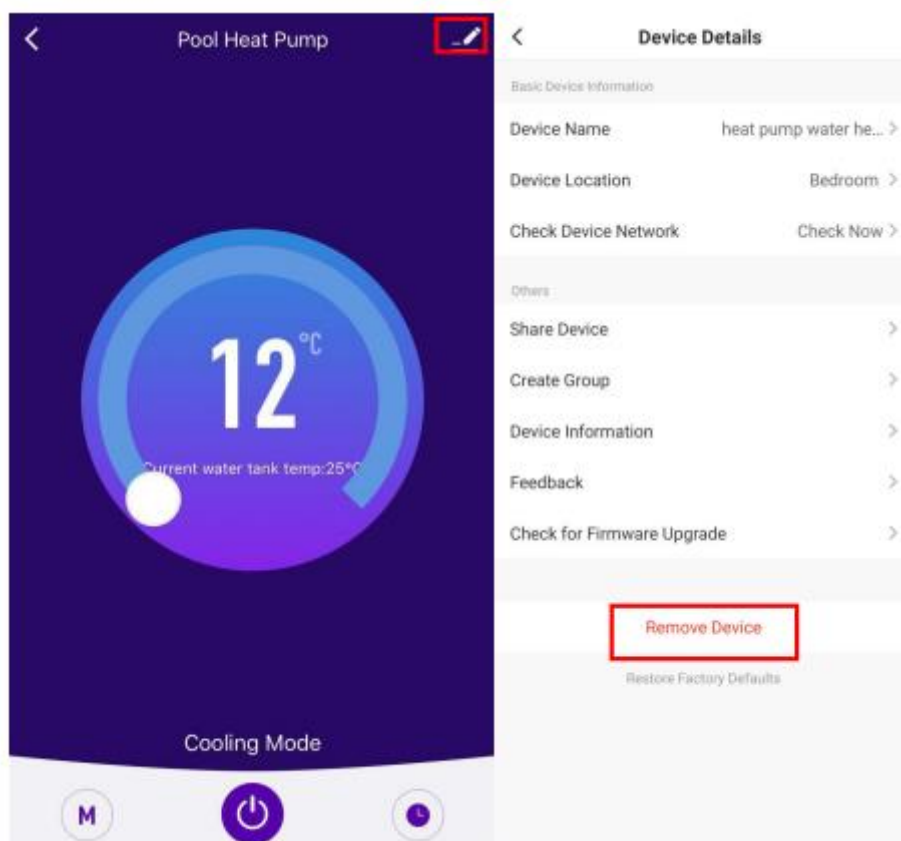 Pool Heat Pump
12°C
Current water tank temp:25°C
Cooling Mode
M
Device Details
Basic Device Information
Device Name heat pump water he...
Device Location Bedroom
Check Device Network Check Now
Others
Share Device
Create Group
Device Information
Feedback
Check for Firmware Upgrade
Remove Device
Restore Factory Defaults